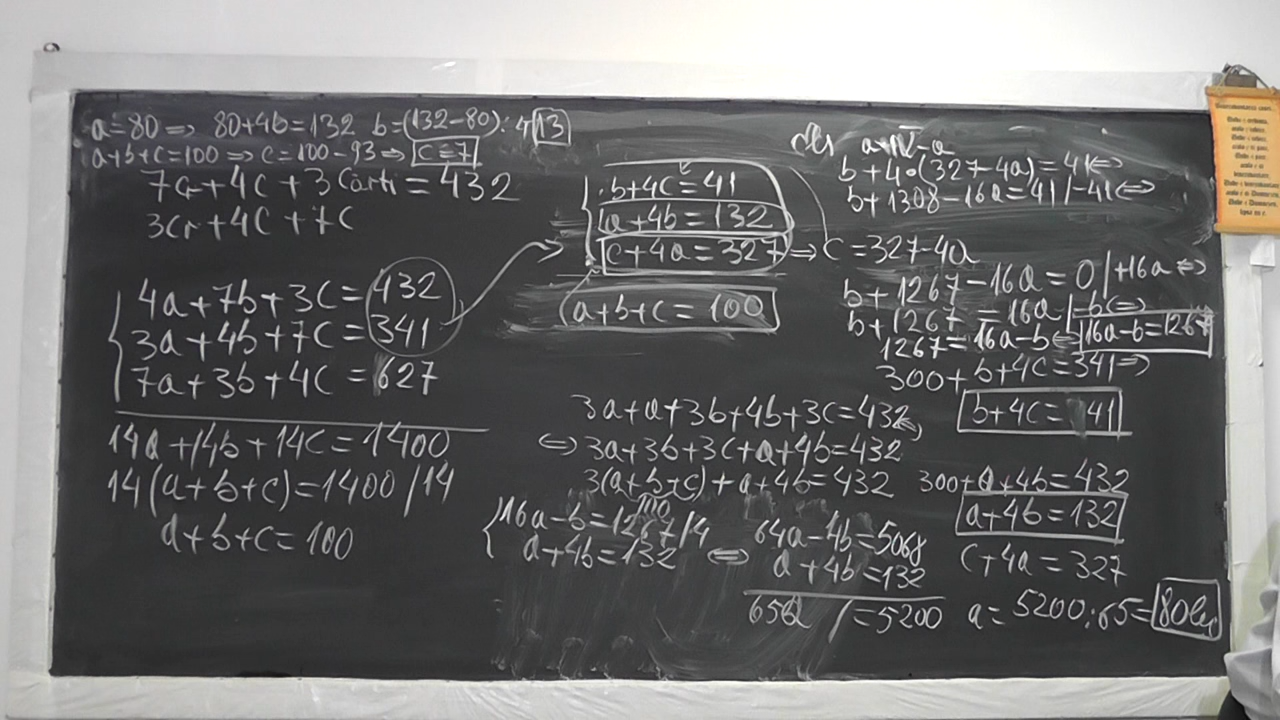 a=80 => 80+4b=132 b=(132-80):4 13
a+b+c=100 => c=100-93 => c=7
7a+4c+3 Carti = 432
3Cr+4C+7C
4a+7b+3c=432
3a+4b+7c=341
7a+3b+4c=627
14a+14b+14c=1400
14(a+b+c)=1400/14
a+b+c=100
b+4c=41
a+4b=132
c+4a=327 => c=327-4a
a+b+c=100
b+4•(327-4a)=41 <=>
b+1308-16a=41/-41 <=>
b+1267-16a=0/+16a <=>
b+1267=16a/-b <=>
1267=16a-b <=> 16a-b=1267
300+b+4c=341 =>
b+4c=41
3a+a+3b+4b+3c=432 <=>
<=> 3a+3b+3c+a+4b=432
3(a+b+c)+a+4b=432
100
300+a+4b=432
a+4b=132
c+4a=327
16a-b=1267/4
a+4b=132 <=>
64a-4b=5068
a+4b=132
65a / =5200
a=5200:65=80lei